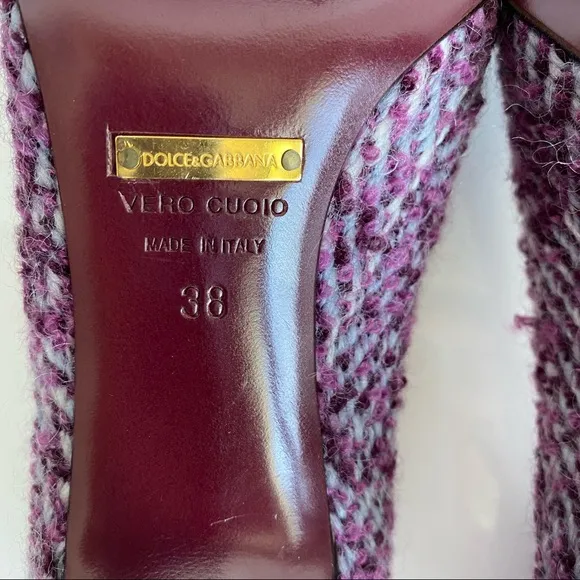 DOLCE&GABBANA
VERO CUOIO
MADE IN ITALY
38